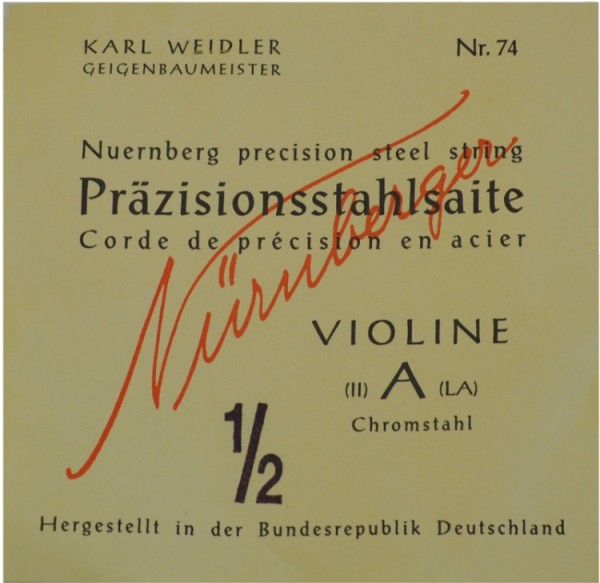 KARL WEIDLER Nr. 74
GEIGENBAUMEISTER
Nuernberg precision steel string
Präzisionsstahlsaite
Corde de précision en acier
Nürnberger
VIOLINE
(II) A (LA)
Chromstahl
1/2
Hergestellt in der Bundesrepublik Deutschland